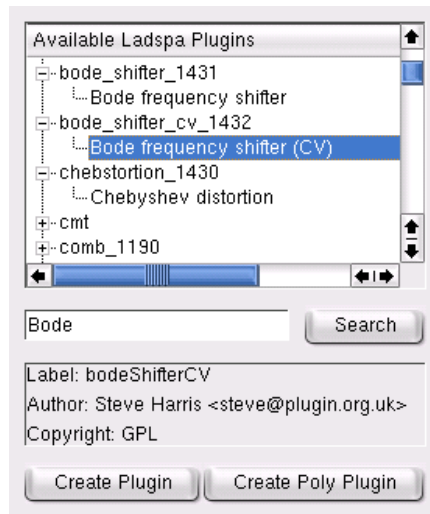 Available Ladspa Plugins
bode_shifter_1431
Bode frequency shifter
bode_shifter_cv_1432
Bode frequency shifter (CV)
chebstortion_1430
Chebyshev distortion
cmt
comb_1190
Bode
Search
Label: bodeShifterCV
Author: Steve Harris <steve@plugin.org.uk>
Copyright: GPL
Create Plugin
Create Poly Plugin